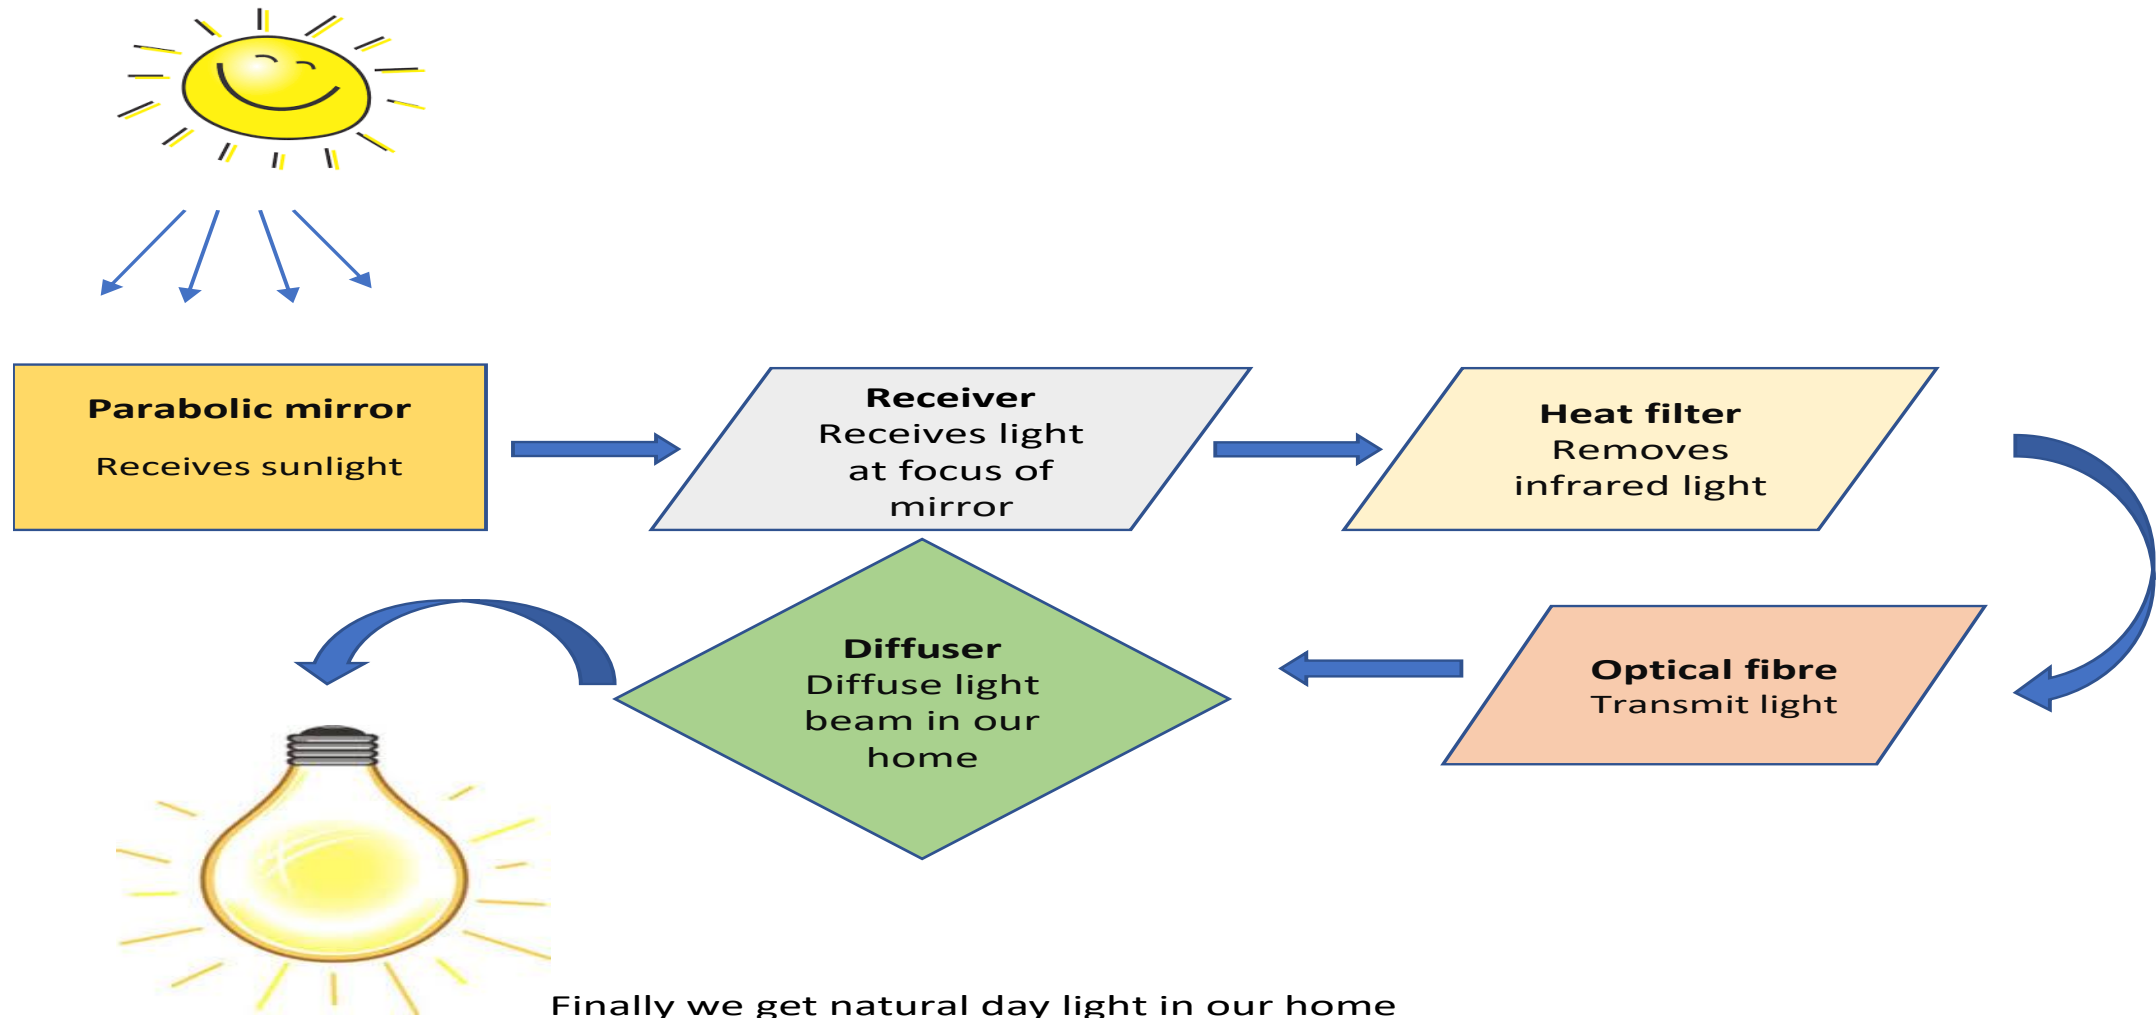 Parabolic mirror
Receives sunlight
Receiver
Receives light
at focus of
mirror
Heat filter
Removes
infrared light
Optical fibre
Transmit light
Diffuser
Diffuse light
beam in our
home
Finally we get natural day light in our home